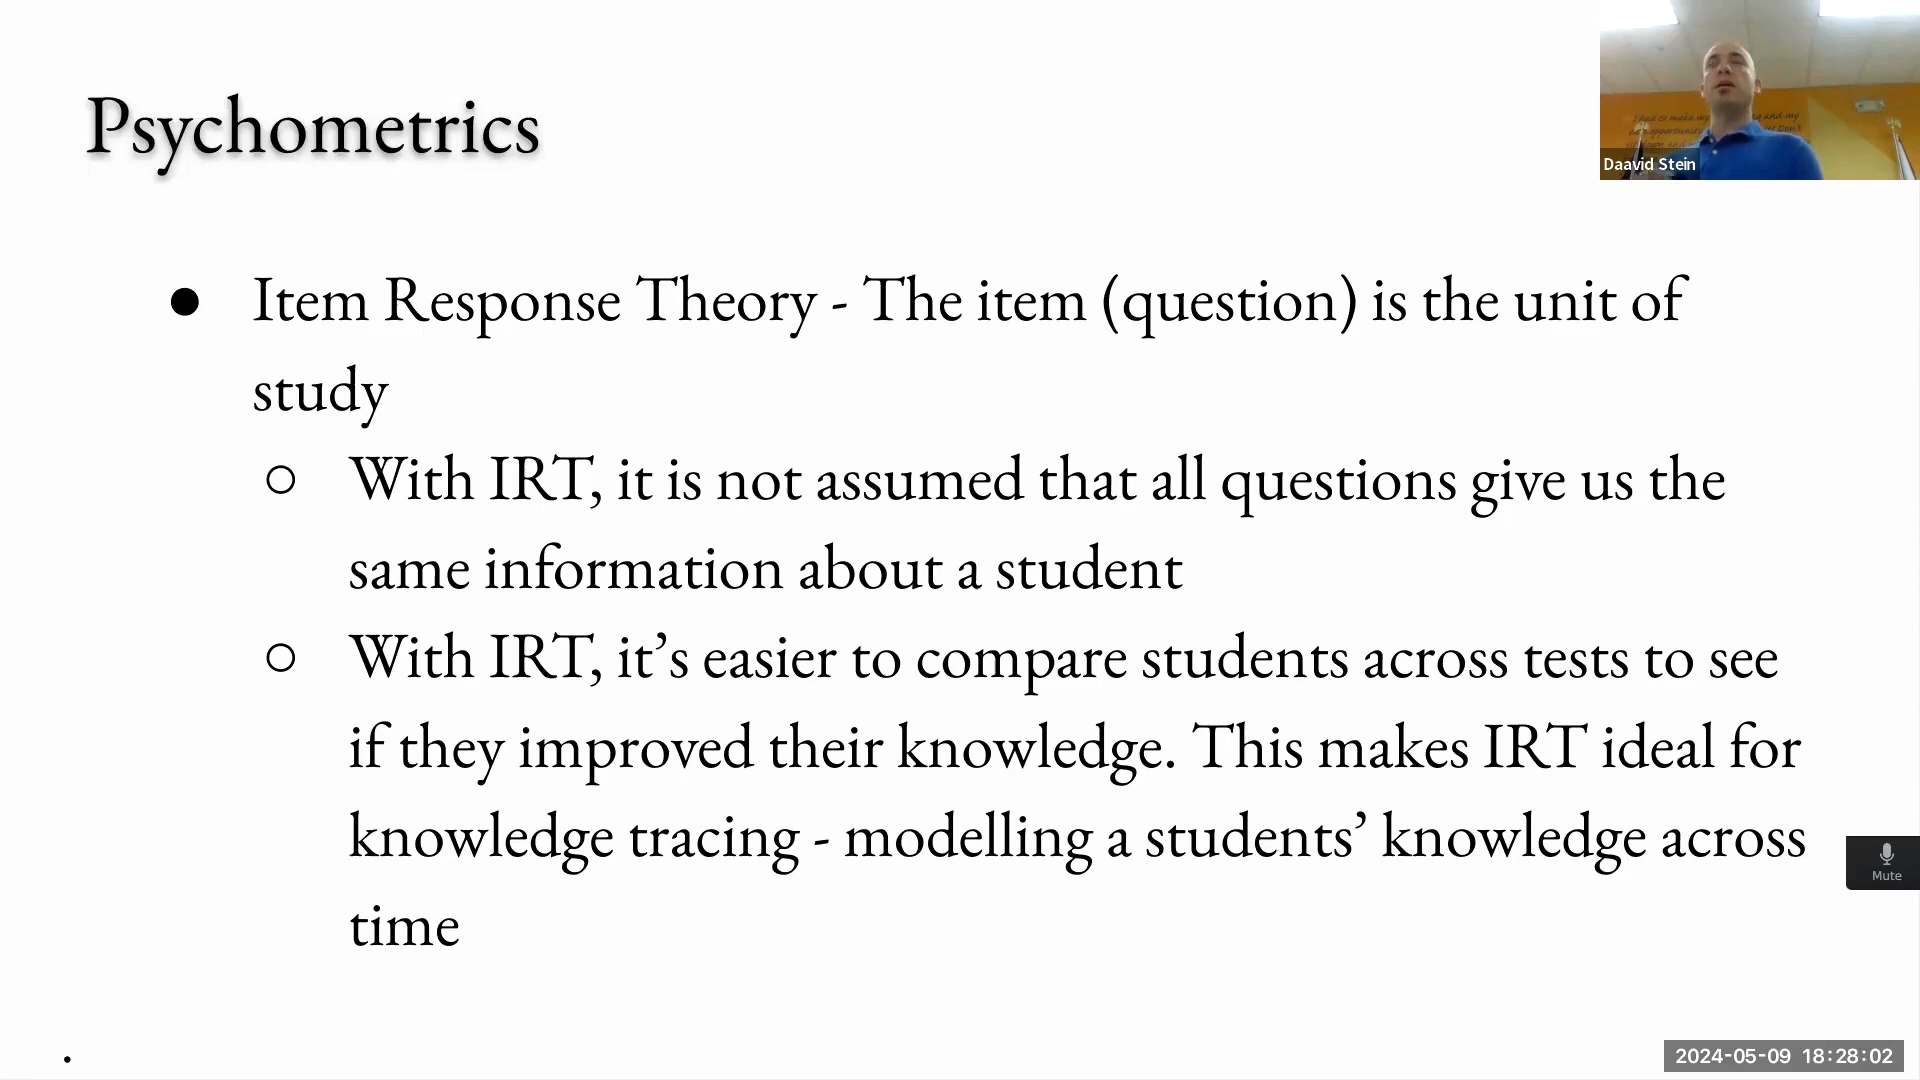 Psychometrics
Daavid Stein
● Item Response Theory - The item (question) is the unit of
study
○ With IRT, it is not assumed that all questions give us the
same information about a student
○ With IRT, it’s easier to compare students across tests to see
if they improved their knowledge. This makes IRT ideal for
knowledge tracing - modelling a students’ knowledge across
time
Mute
.
2024-05-09 18:28:02